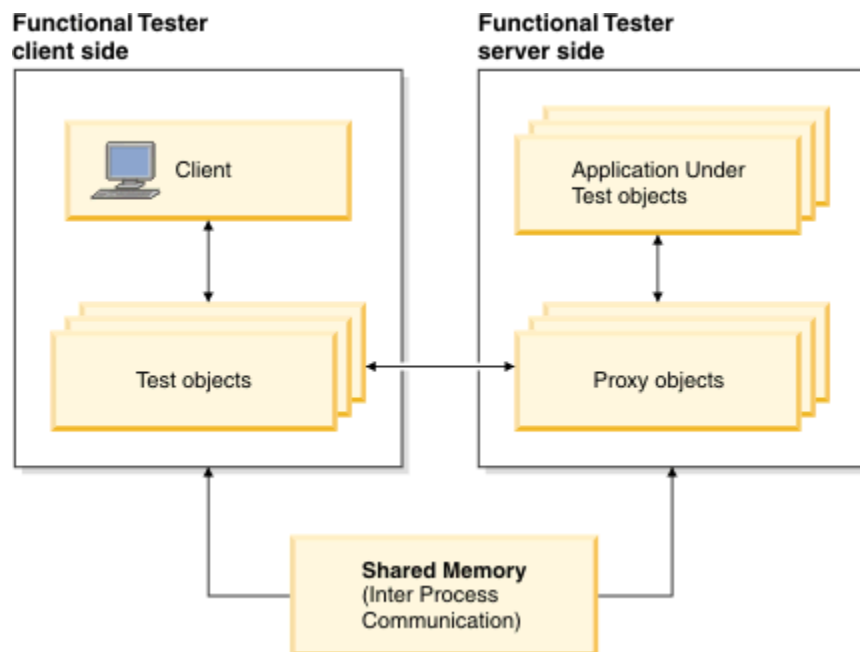 Functional Tester
client side
Functional Tester
server side
Client
Application Under
Test objects
Test objects
Proxy objects
Shared Memory
(Inter Process
Communication)